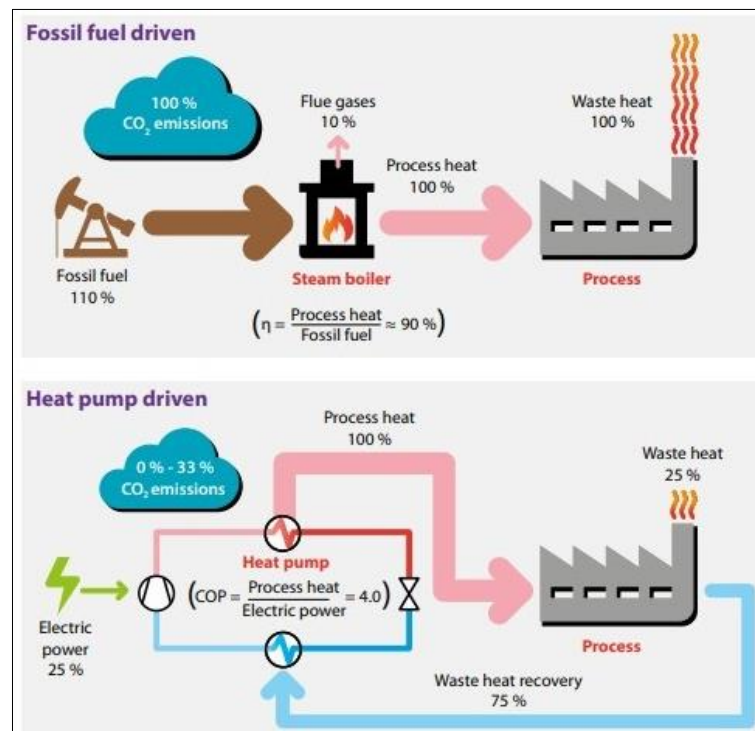 Fossil fuel driven
100 %
CO₂ emissions
Flue gases
10 %
Waste heat
100 %
Process heat
100 %
Fossil fuel
110 %
Steam boiler
Process
(η = Process heat / Fossil fuel ≈ 90 %)
Heat pump driven
Process heat
100 %
0 % - 33 %
CO₂ emissions
Waste heat
25 %
Heat pump
(COP = Process heat / Electric power = 4.0)
Electric
power
25 %
Process
Waste heat recovery
75 %